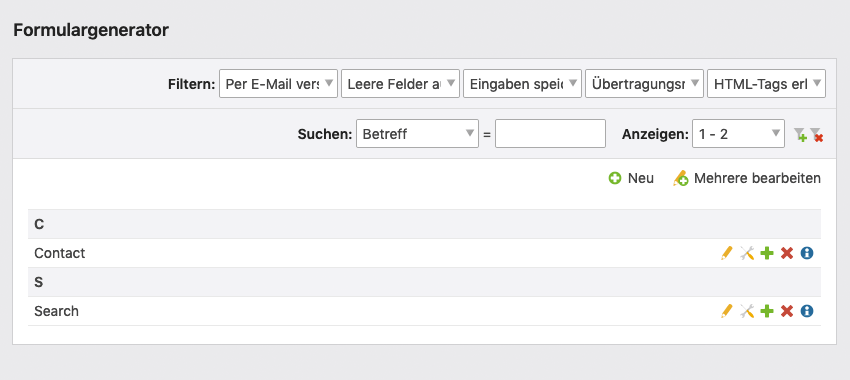 Formulargenerator
Filtern: Per E-Mail vers Leere Felder a Eingaben speic Übertragungsr HTML-Tags erl
Suchen: Betreff = Anzeigen: 1 - 2
Neu Mehrere bearbeiten
C
Contact
S
Search